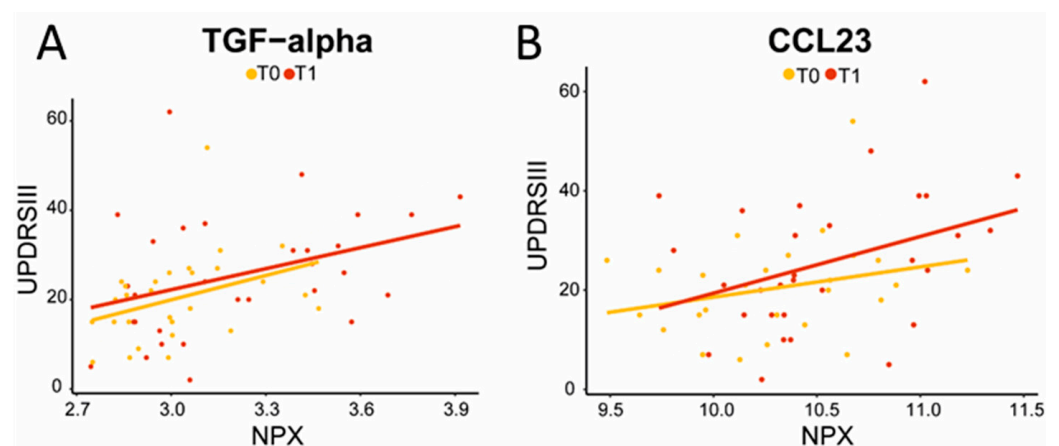 A
TGF−alpha
T0 T1
UPDRSIII
60
40
20
0
2.7 3.0 3.3 3.6 3.9
NPX
B
CCL23
T0 T1
UPDRSIII
60
40
20
0
9.5 10.0 10.5 11.0 11.5
NPX